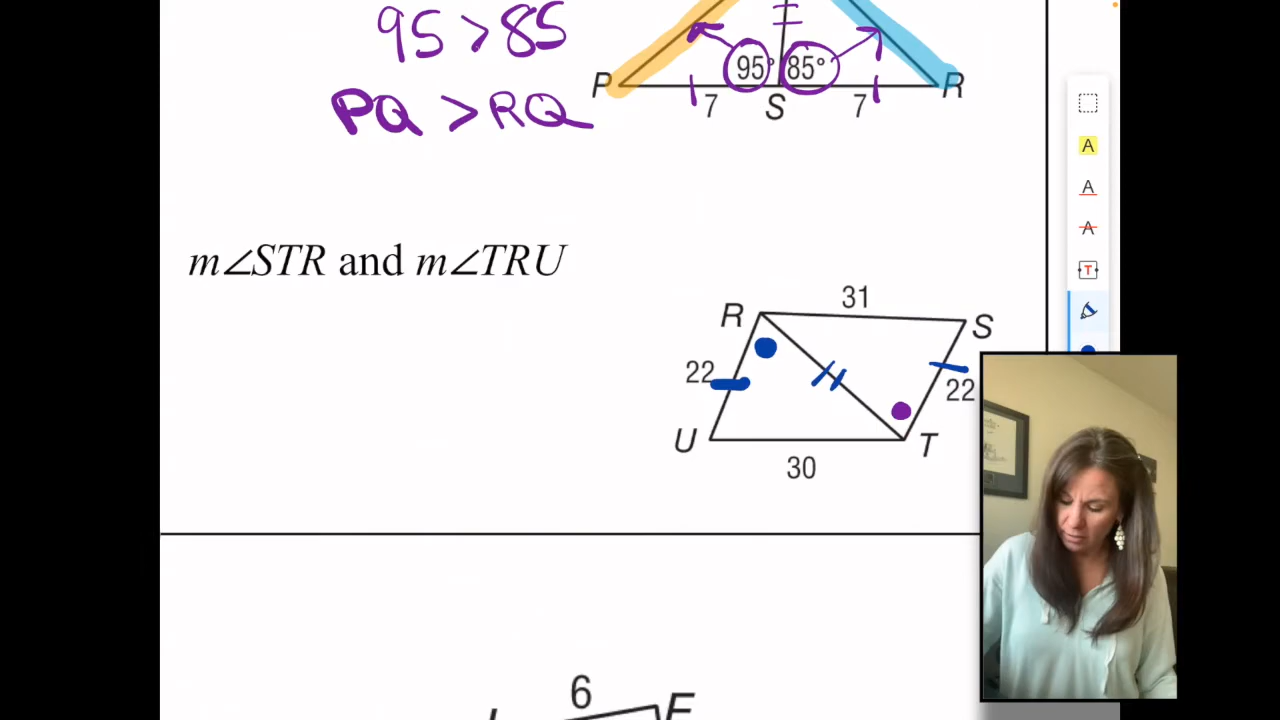 95 > 85
PQ > RQ
P
95°
85°
R
7
S
7
m∠STR and m∠TRU
31
R
S
22
22
U
T
30
6
A
A
A
T